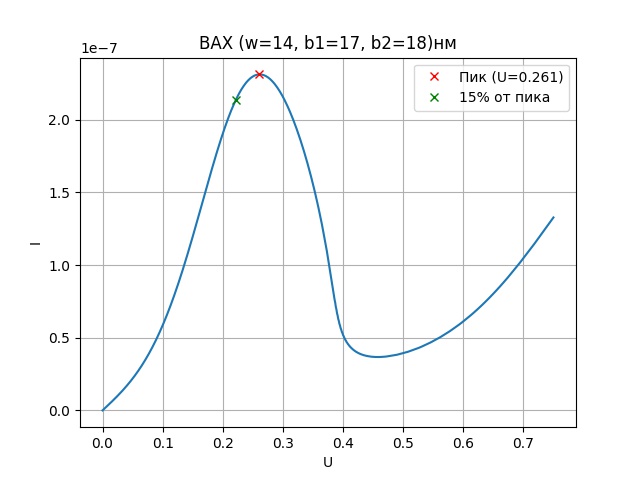 ВАХ (w=14, b1=17, b2=18)нм
1e−7
Пик (U=0.261)
15% от пика
2.0
1.5
1.0
0.5
0.0
I
0.0 0.1 0.2 0.3 0.4 0.5 0.6 0.7
U